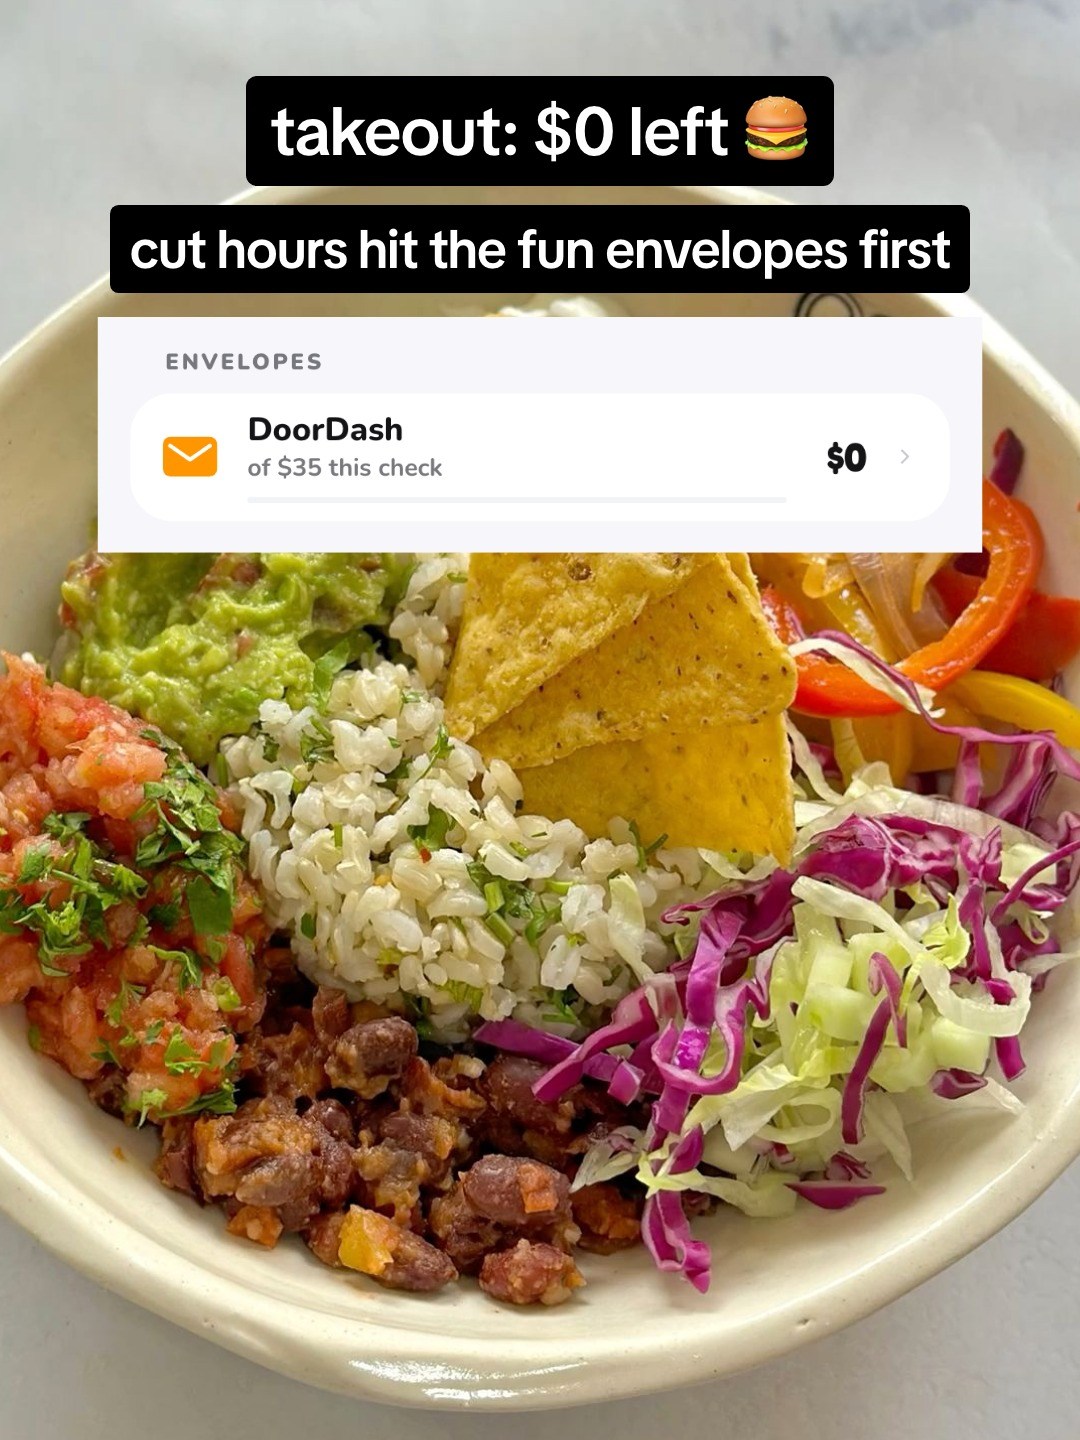 takeout: $0 left 🍔
cut hours hit the fun envelopes first
ENVELOPES
DoorDash
of $35 this check
$0